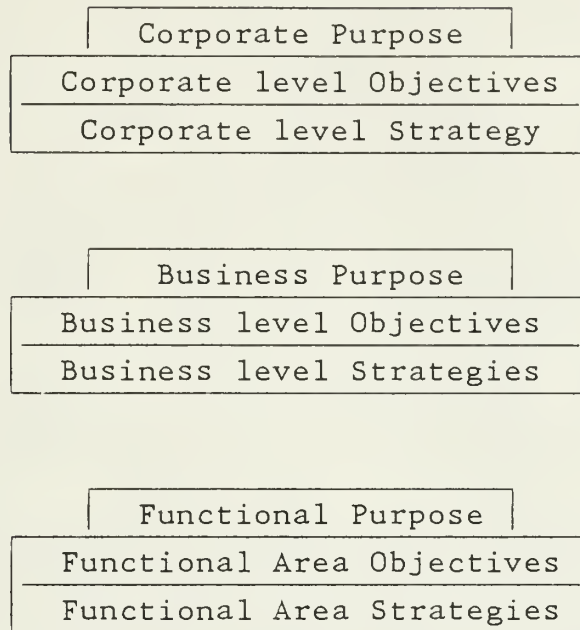 Corporate Purpose
Corporate level Objectives
Corporate level Strategy
Business Purpose
Business level Objectives
Business level Strategies
Functional Purpose
Functional Area Objectives
Functional Area Strategies